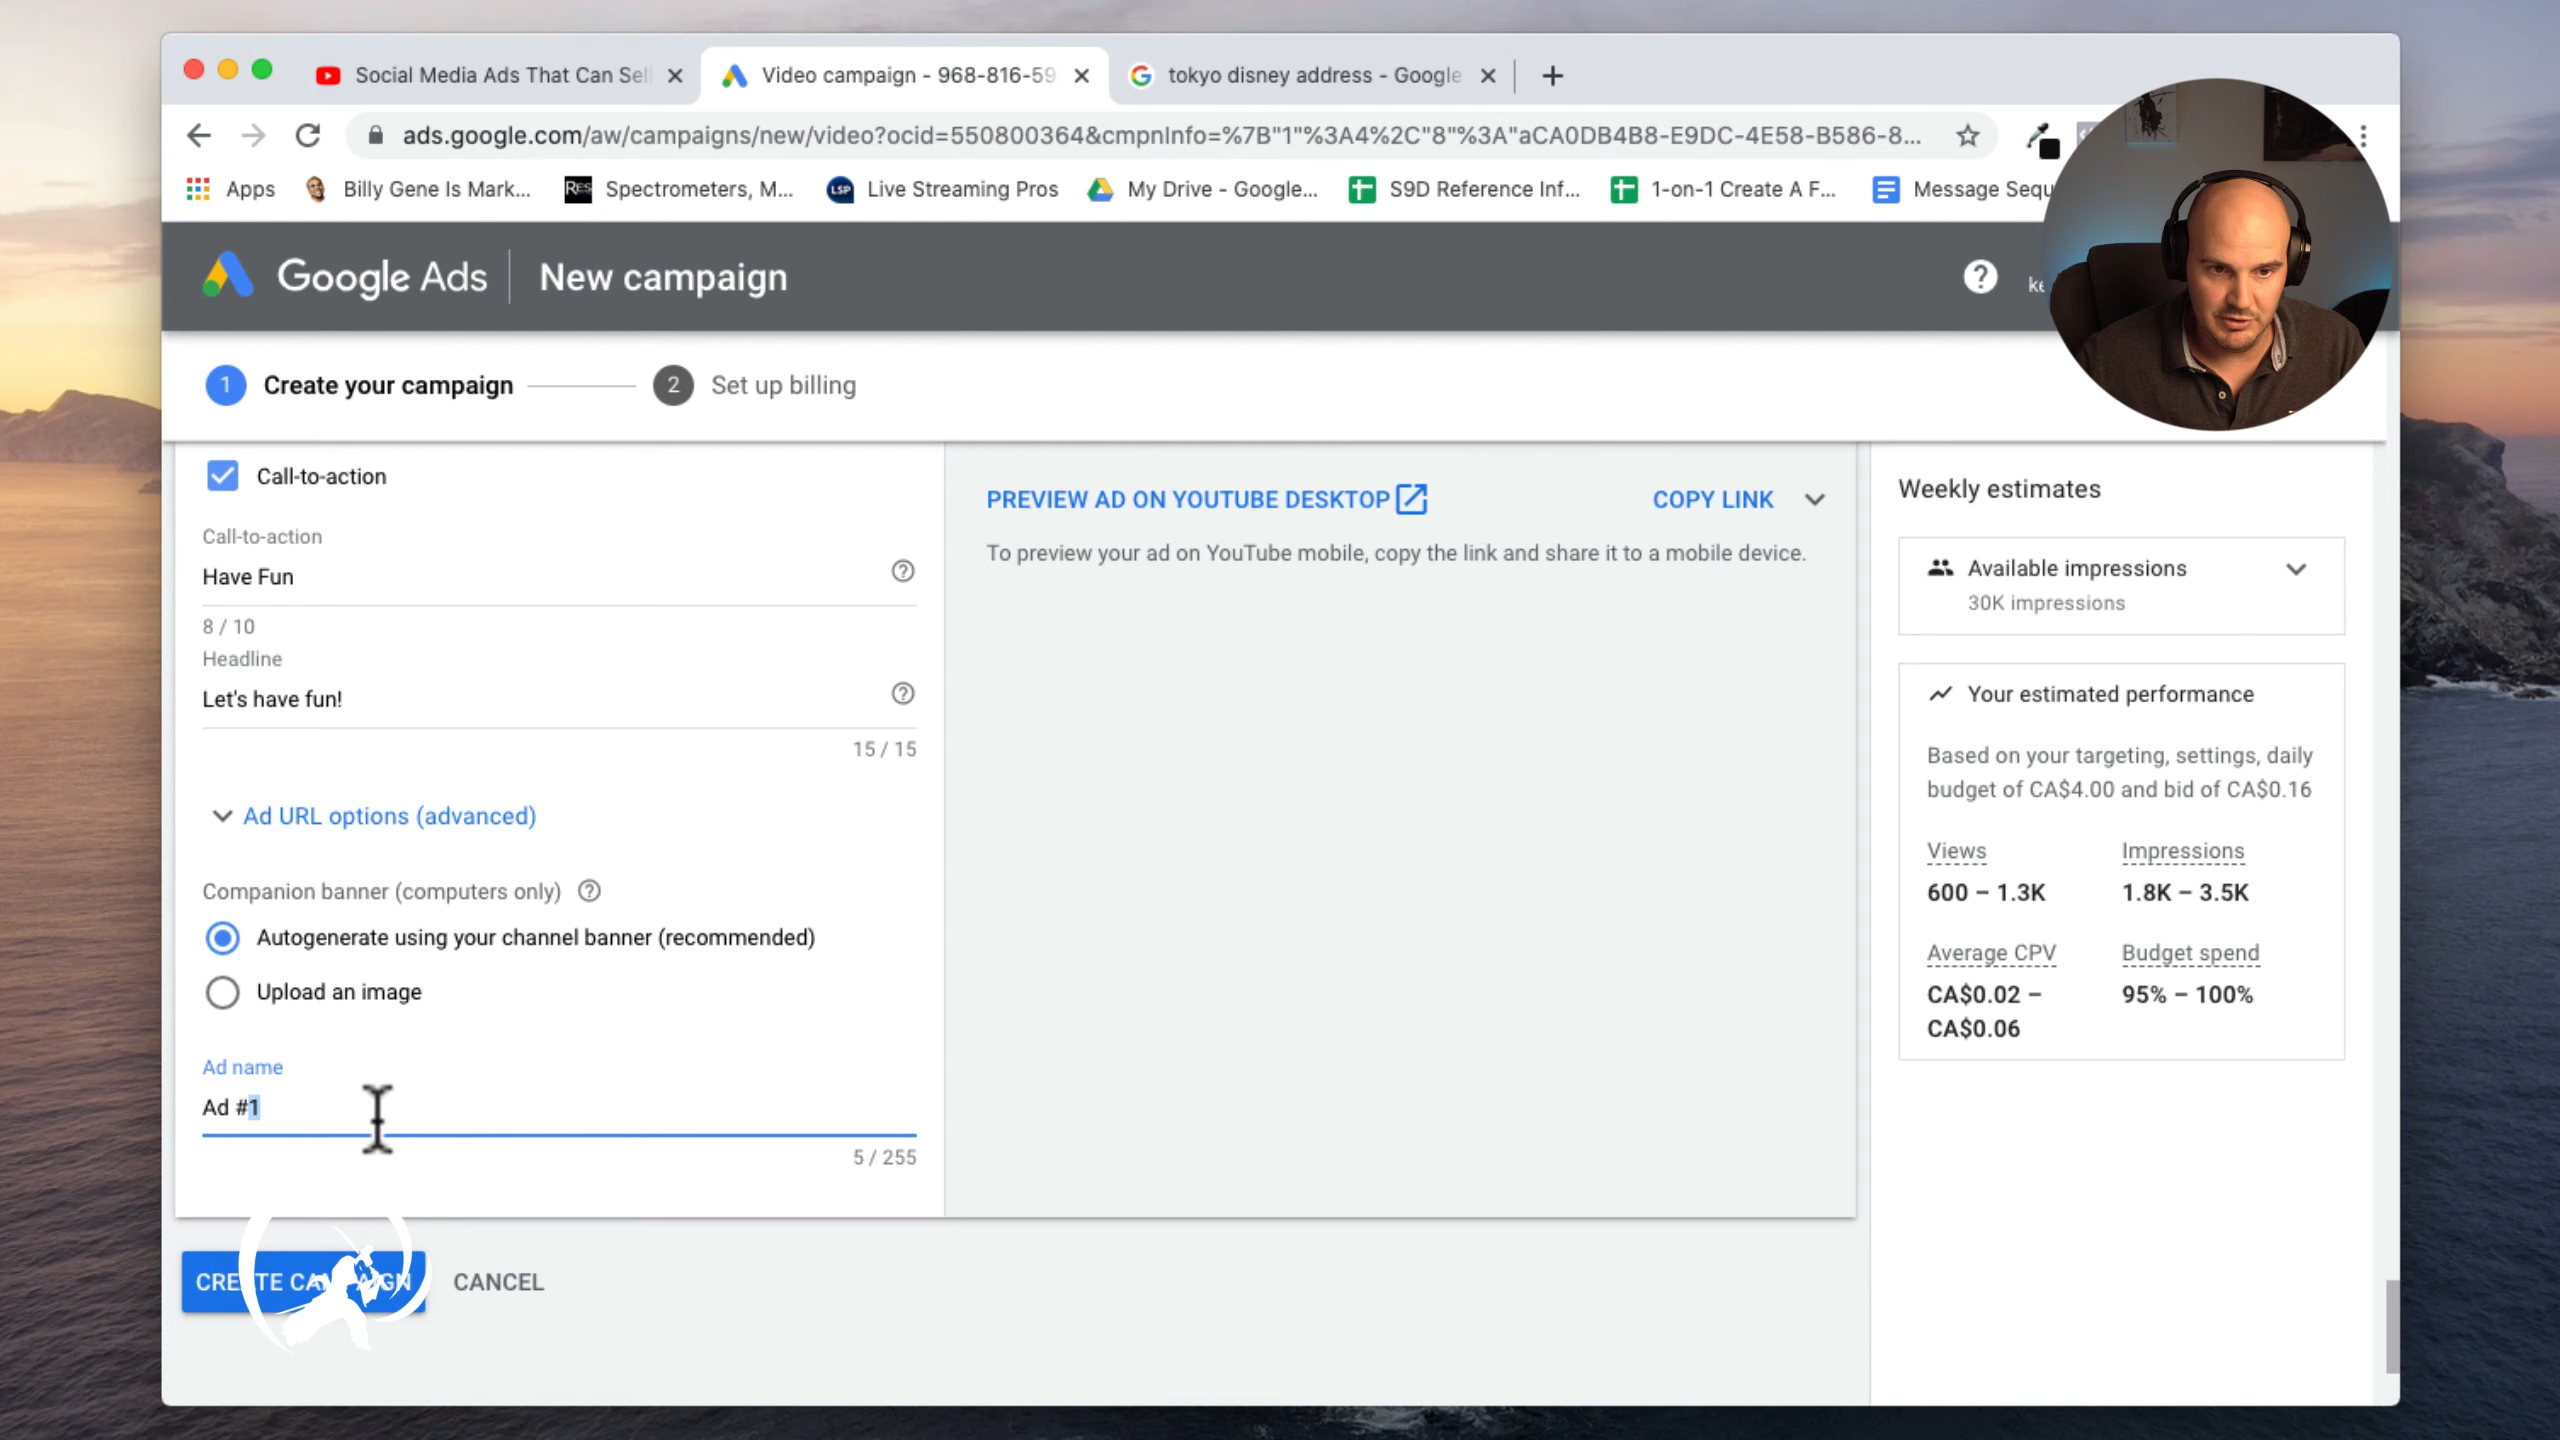 Social Media Ads That Can Sell
Video campaign - 968-816-59
tokyo disney address - Google
ads.google.com/aw/campaigns/new/video?ocid=550800364&cmpnInfo=%7B"1"%3A4%2C"8"%3A"aCA0DB4B8-E9DC-4E58-B586-8...
Apps
Billy Gene Is Mark...
RES
Spectrometers, M...
LSP
Live Streaming Pros
My Drive - Google...
S9D Reference Inf...
1-on-1 Create A F...
Message Sequ
Google Ads
New campaign
1
Create your campaign
2
Set up billing
Call-to-action
Call-to-action
Have Fun
8 / 10
Headline
Let's have fun!
15 / 15
Ad URL options (advanced)
Companion banner (computers only)
Autogenerate using your channel banner (recommended)
Upload an image
Ad name
Ad #1
5 / 255
CREATE CAMPAIGN
CANCEL
PREVIEW AD ON YOUTUBE DESKTOP
COPY LINK
To preview your ad on YouTube mobile, copy the link and share it to a mobile device.
Weekly estimates
Available impressions
30K impressions
Your estimated performance
Based on your targeting, settings, daily
budget of CA$4.00 and bid of CA$0.16
Views
Impressions
600 – 1.3K
1.8K – 3.5K
Average CPV
Budget spend
CA$0.02 –
CA$0.06
95% – 100%